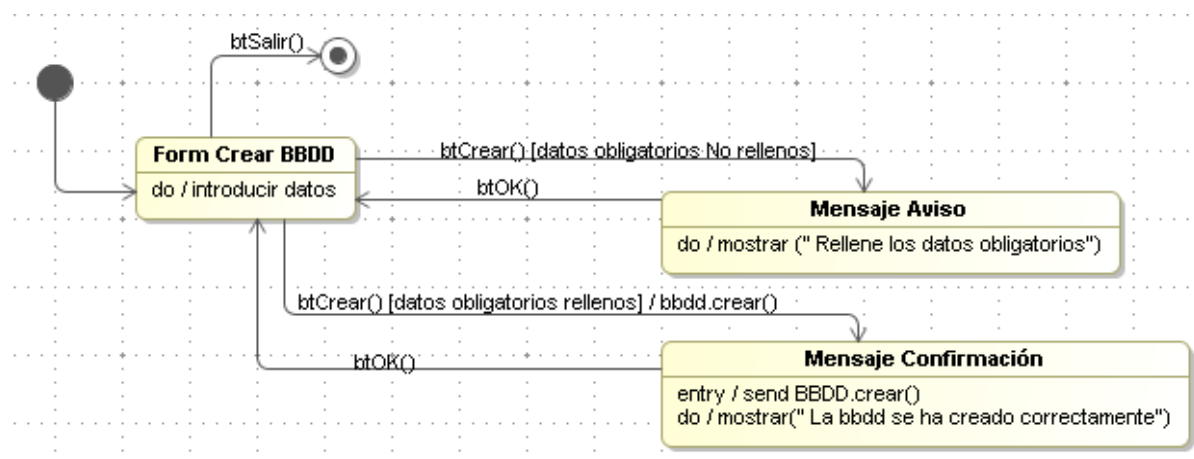 btSalir()
Form Crear BBDD
do / introducir datos
btCrear() [datos obligatorios No rellenos]
btOK()
Mensaje Aviso
do / mostrar (" Rellene los datos obligatorios")
btCrear() [datos obligatorios rellenos] / bbdd.crear()
btOK()
Mensaje Confirmación
entry / send BBDD.crear()
do / mostrar(" La bbdd se ha creado correctamente")